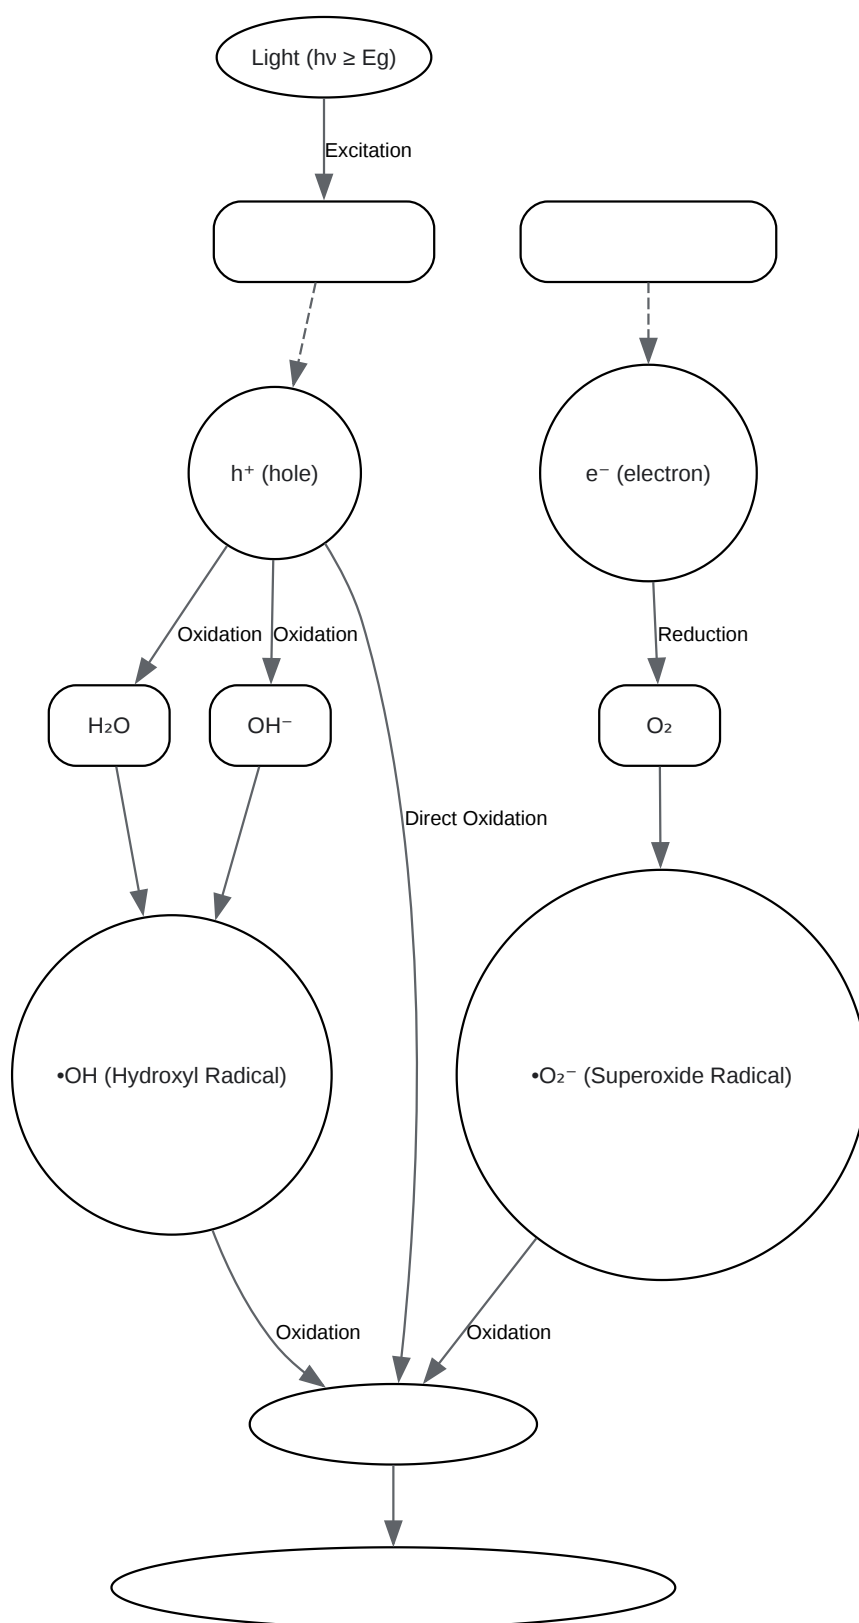 Light (hν ≥ Eg)
Excitation
h⁺ (hole)
e⁻ (electron)
Oxidation
Oxidation
Reduction
H₂O
OH⁻
O₂
Direct Oxidation
•OH (Hydroxyl Radical)
•O₂⁻ (Superoxide Radical)
Oxidation
Oxidation